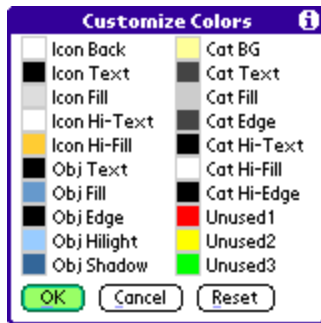 Customize Colors i
Icon Back
Icon Text
Icon Fill
Icon Hi-Text
Icon Hi-Fill
Obj Text
Obj Fill
Obj Edge
Obj Hilight
Obj Shadow
Cat BG
Cat Text
Cat Fill
Cat Edge
Cat Hi-Text
Cat Hi-Fill
Cat Hi-Edge
Unused1
Unused2
Unused3
OK Cancel Reset